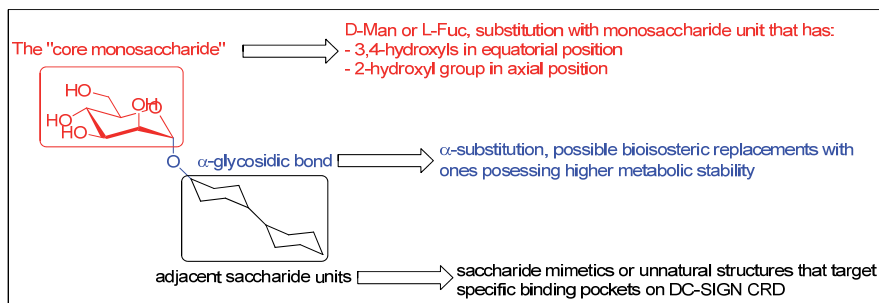 D-Man or L-Fuc, substitution with monosaccharide unit that has:
The "core monosaccharide"
- 3,4-hydroxyls in equatorial position
- 2-hydroxyl group in axial position
HO
OH
O
HO
HO
O
α-glycosidic bond
α-substitution, possible bioisosteric replacements with
ones posessing higher metabolic stability
adjacent saccharide units
saccharide mimetics or unnatural structures that target
specific binding pockets on DC-SIGN CRD